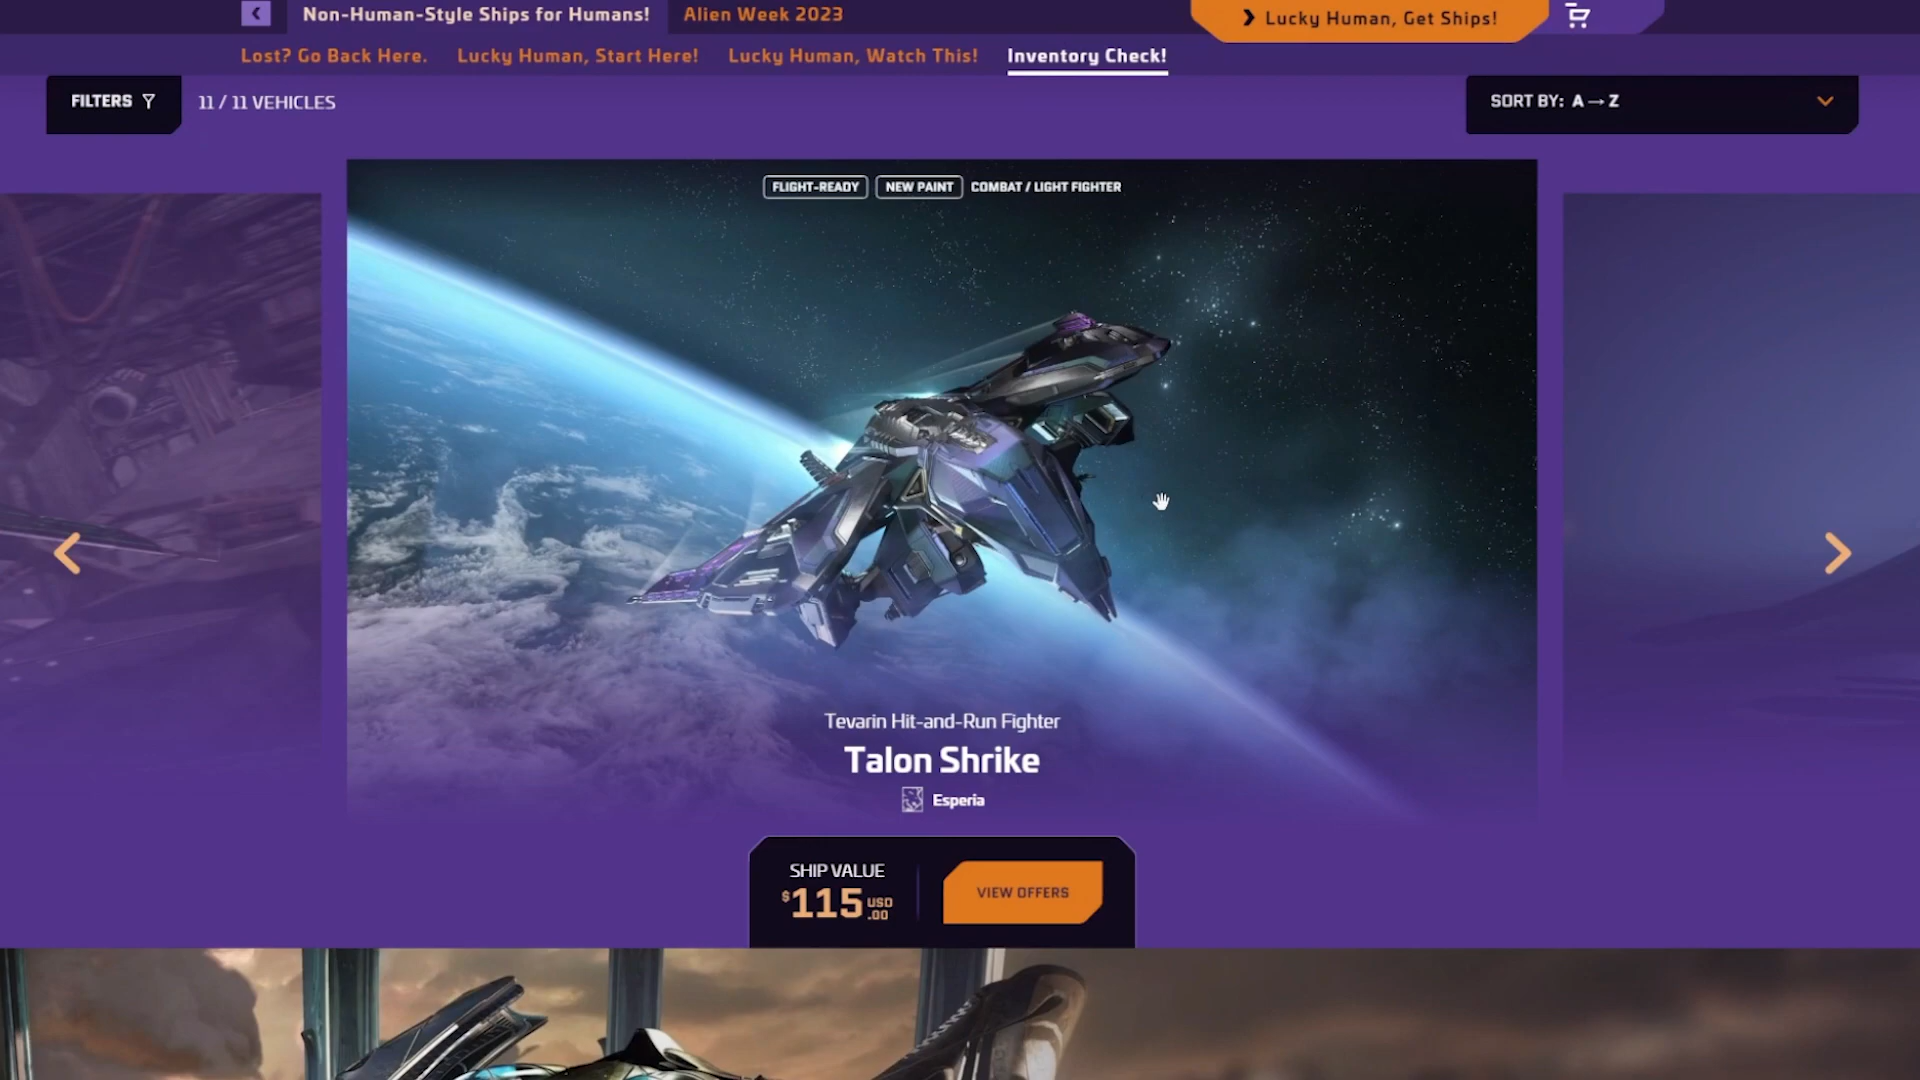 Non-Human-Style Ships for Humans!
Alien Week 2023
Lucky Human, Get Ships!
Lost? Go Back Here.
Lucky Human, Start Here!
Lucky Human, Watch This!
Inventory Check!
FILTERS
11 / 11 VEHICLES
SORT BY: A → Z
FLIGHT-READY
NEW PAINT
COMBAT / LIGHT FIGHTER
Tevarin Hit-and-Run Fighter
Talon Shrike
Esperia
SHIP VALUE
$115 USD .00
VIEW OFFERS